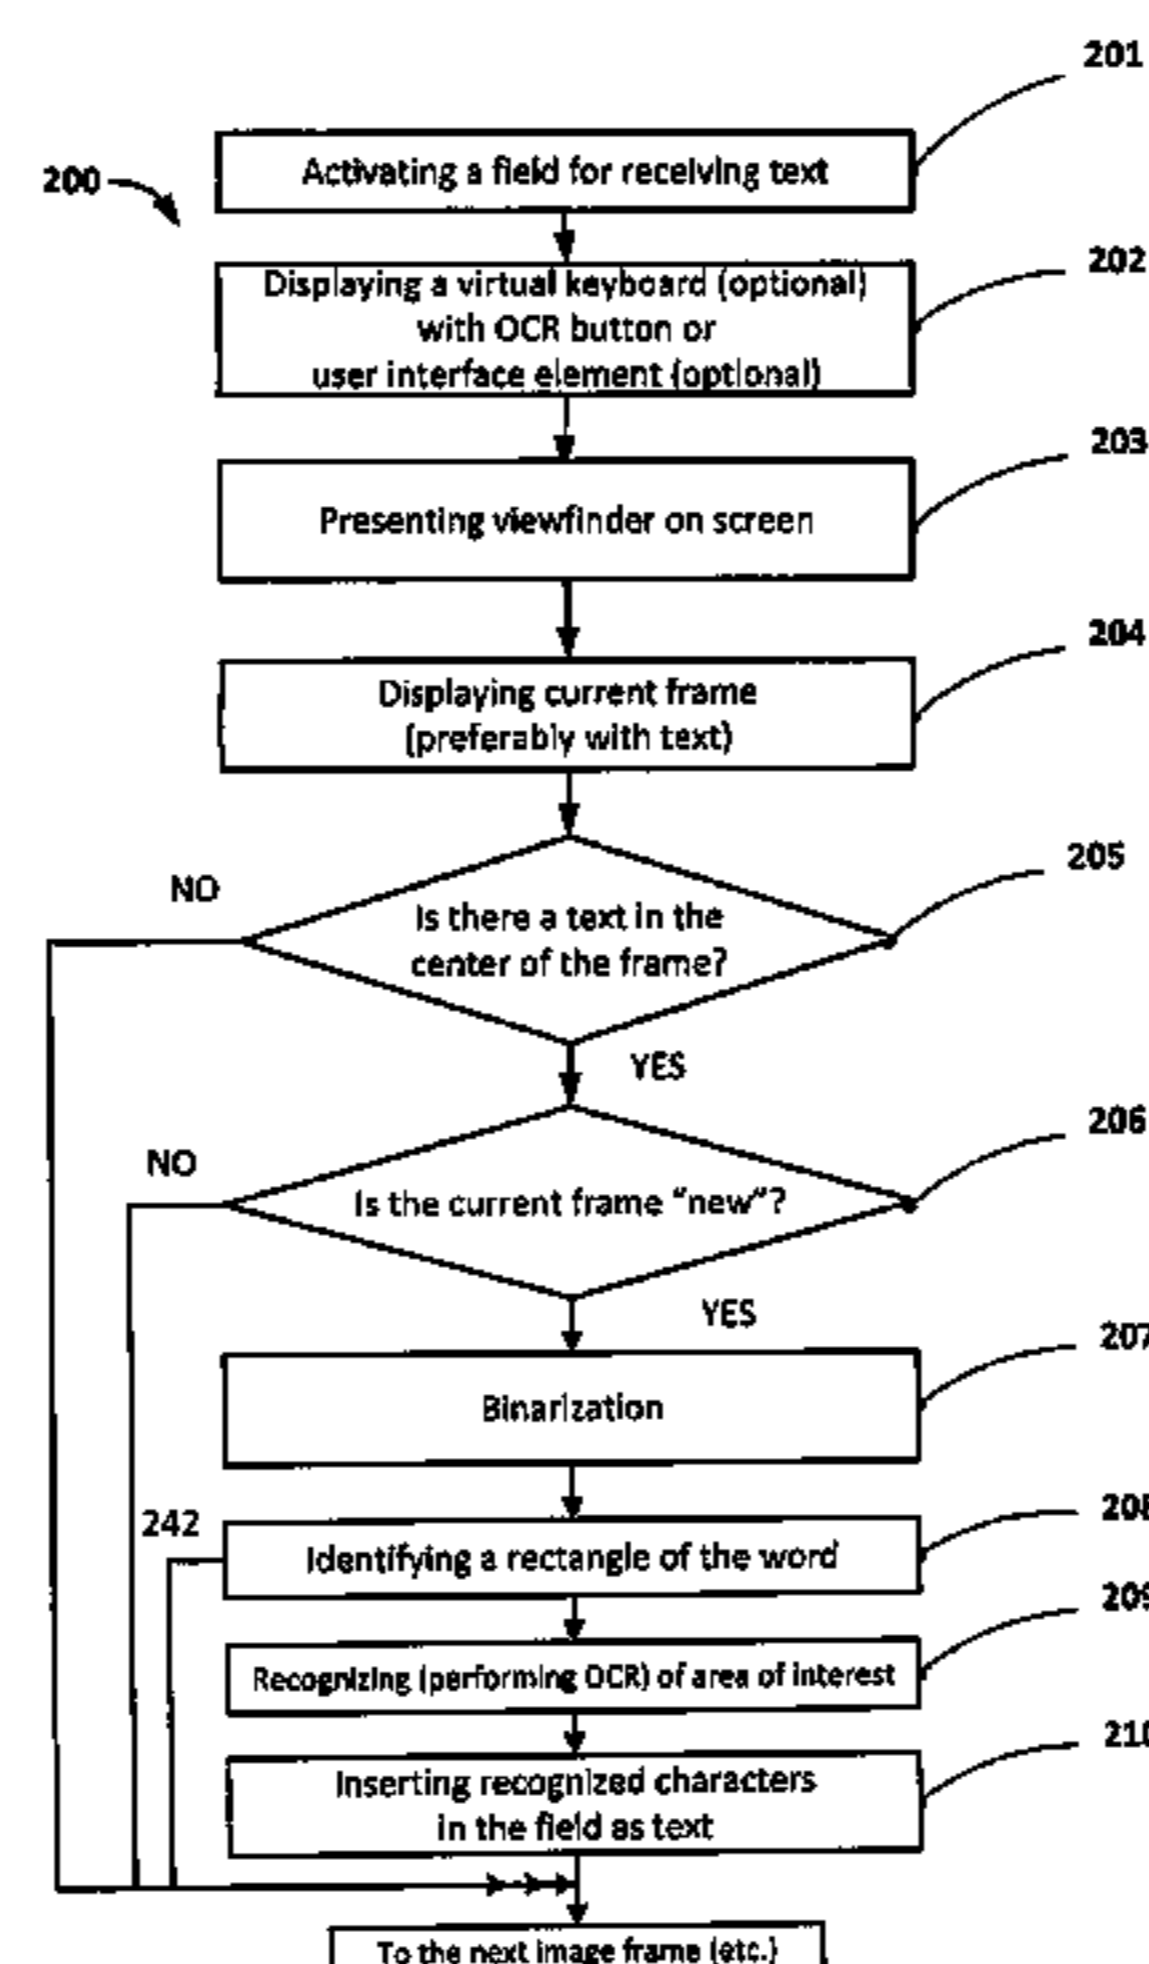 201
200
Activating a field for receiving text
202
Displaying a virtual keyboard (optional)
with OCR button or
user interface element (optional)
203
Presenting viewfinder on screen
204
Displaying current frame
(preferably with text)
205
NO
Is there a text in the
center of the frame?
YES
206
NO
Is the current frame “new”?
YES
207
Binarization
208
242
Identifying a rectangle of the word
209
Recognizing (performing OCR) of area of interest
210
Inserting recognized characters
in the field as text
To the next image frame (etc.)